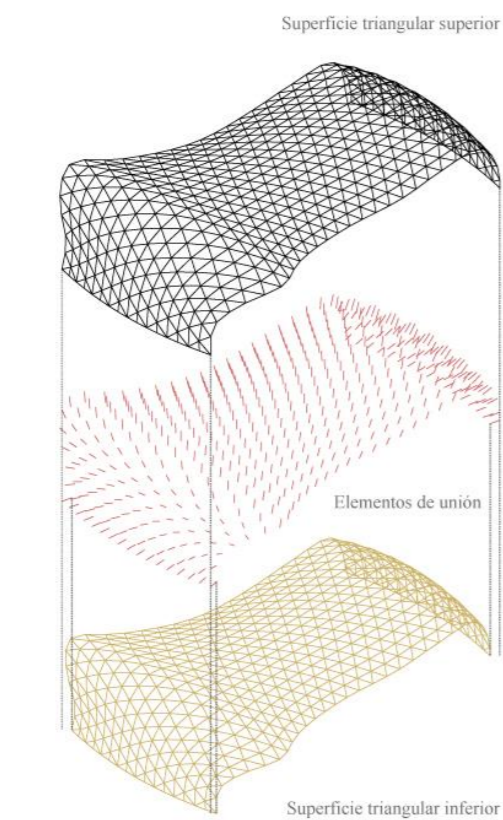 Superficie triangular superior
Elementos de unión
Superficie triangular inferior